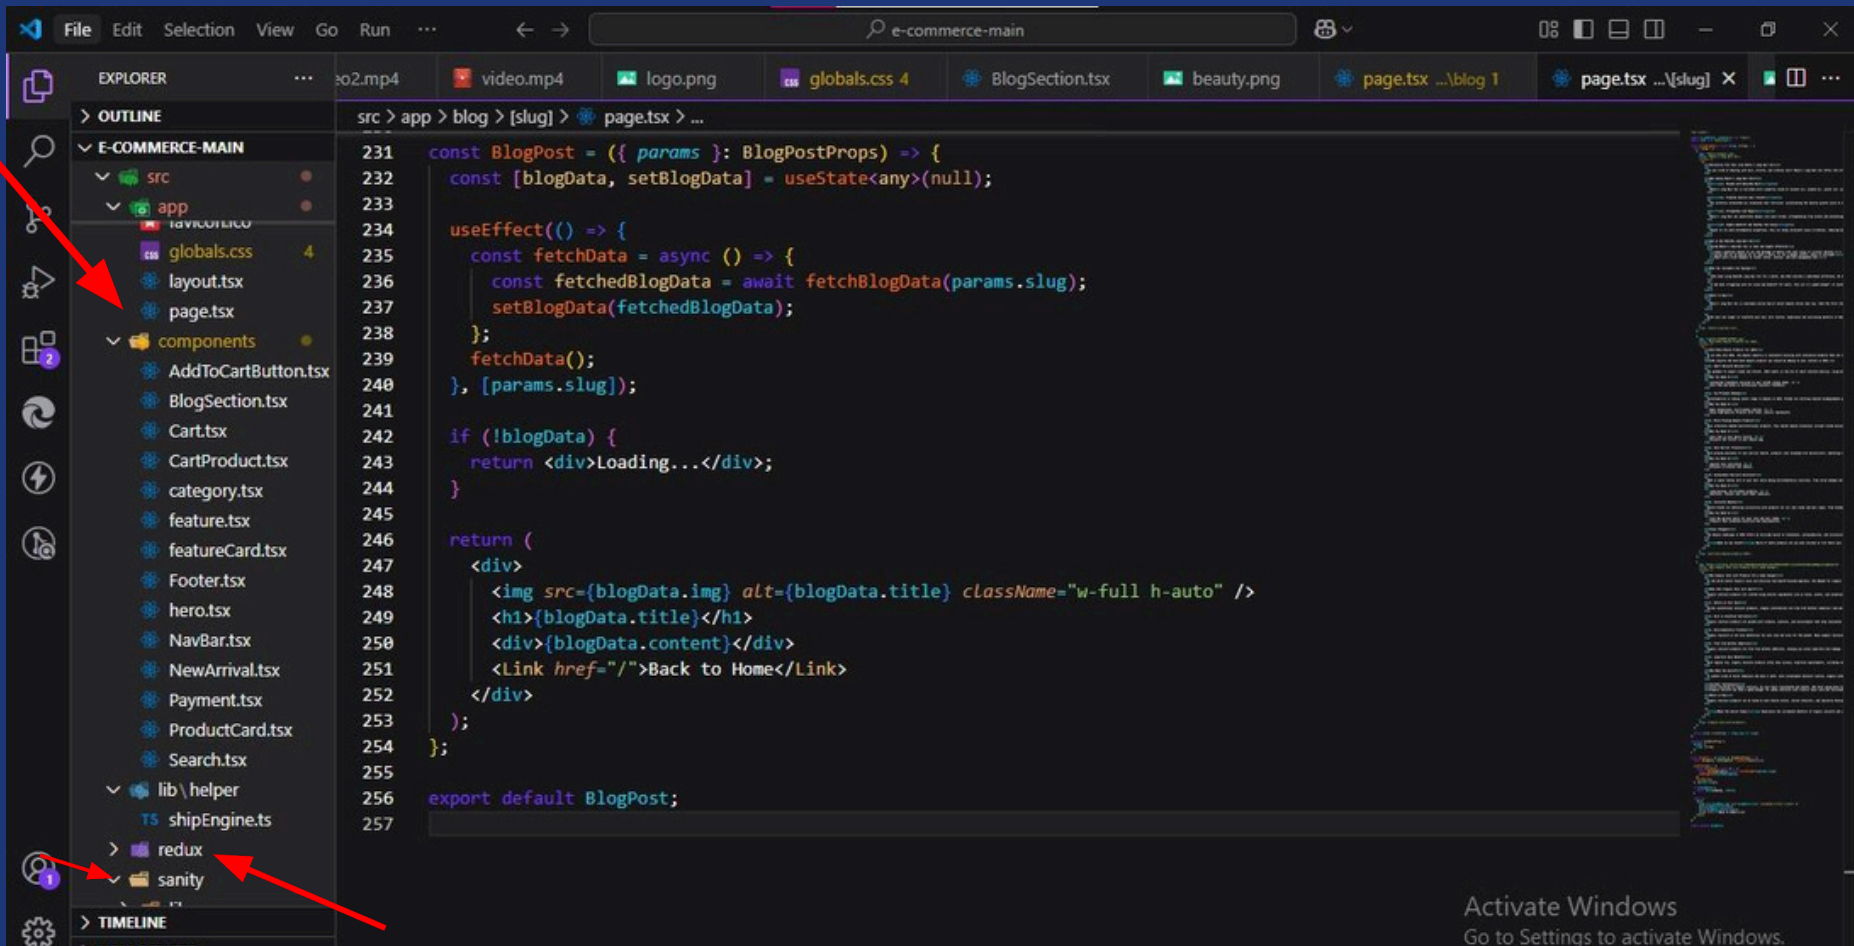 File Edit Selection View Go Run ... e-commerce-main
EXPLORER ... eo2.mp4 video.mp4 logo.png globals.css 4 BlogSection.tsx beauty.png page.tsx ...\blog 1 page.tsx ...\[slug] ...
OUTLINE
src > app > blog > [slug] > page.tsx > ...
E-COMMERCE-MAIN
src
app
favicon.ico
globals.css 4
layout.tsx
page.tsx
components
AddToCartButton.tsx
BlogSection.tsx
Cart.tsx
CartProduct.tsx
category.tsx
feature.tsx
featureCard.tsx
Footer.tsx
hero.tsx
NavBar.tsx
NewArrival.tsx
Payment.tsx
ProductCard.tsx
Search.tsx
lib\helper
TS shipEngine.ts
redux
sanity
TIMELINE
2
1
231 const BlogPost = ({ params }: BlogPostProps) => {
232 const [blogData, setBlogData] = useState<any>(null);
233
234 useEffect(() => {
235 const fetchData = async () => {
236 const fetchedBlogData = await fetchBlogData(params.slug);
237 setBlogData(fetchedBlogData);
238 };
239 fetchData();
240 }, [params.slug]);
241
242 if (!blogData) {
243 return <div>Loading...</div>;
244 }
245
246 return (
247 <div>
248 <img src={blogData.img} alt={blogData.title} className="w-full h-auto" />
249 <h1>{blogData.title}</h1>
250 <div>{blogData.content}</div>
251 <Link href="/">Back to Home</Link>
252 </div>
253 );
254 };
255
256 export default BlogPost;
257
Activate Windows
Go to Settings to activate Windows.